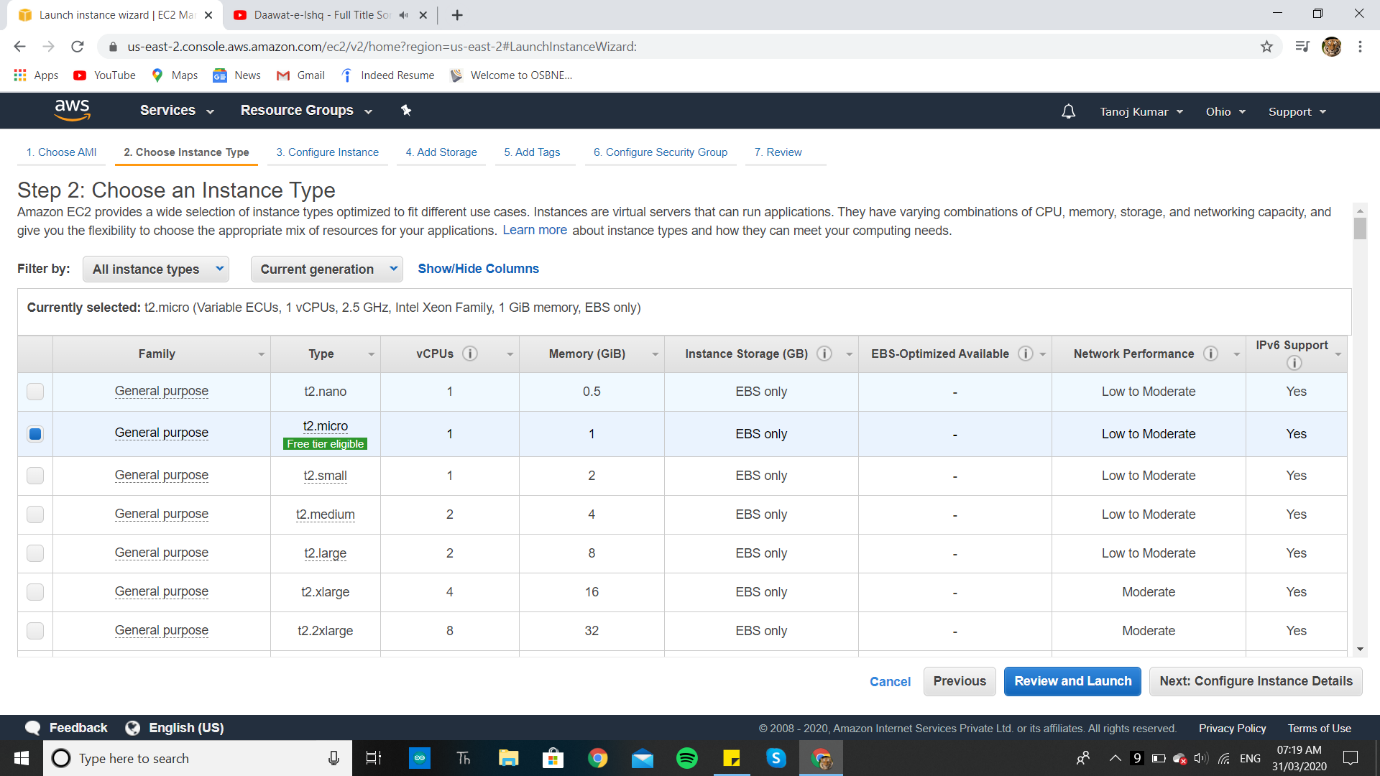 Launch instance wizard | EC2 Ma
Daawat-e-Ishq - Full Title So
us-east-2.console.aws.amazon.com/ec2/v2/home?region=us-east-2#LaunchInstanceWizard:
Apps YouTube Maps News Gmail Indeed Resume Welcome to OSBNE...
aws Services Resource Groups Tanoj Kumar Ohio Support
1. Choose AMI 2. Choose Instance Type 3. Configure Instance 4. Add Storage 5. Add Tags 6. Configure Security Group 7. Review
Step 2: Choose an Instance Type
Amazon EC2 provides a wide selection of instance types optimized to fit different use cases. Instances are virtual servers that can run applications. They have varying combinations of CPU, memory, storage, and networking capacity, and
give you the flexibility to choose the appropriate mix of resources for your applications. Learn more about instance types and how they can meet your computing needs.
Filter by: All instance types Current generation Show/Hide Columns
Currently selected: t2.micro (Variable ECUs, 1 vCPUs, 2.5 GHz, Intel Xeon Family, 1 GiB memory, EBS only)
Family Type vCPUs Memory (GiB) Instance Storage (GB) EBS-Optimized Available Network Performance IPv6 Support
General purpose t2.nano 1 0.5 EBS only - Low to Moderate Yes
General purpose t2.micro 1 1 EBS only - Low to Moderate Yes
Free tier eligible
General purpose t2.small 1 2 EBS only - Low to Moderate Yes
General purpose t2.medium 2 4 EBS only - Low to Moderate Yes
General purpose t2.large 2 8 EBS only - Low to Moderate Yes
General purpose t2.xlarge 4 16 EBS only - Moderate Yes
General purpose t2.2xlarge 8 32 EBS only - Moderate Yes
Cancel Previous Review and Launch Next: Configure Instance Details
Feedback English (US) © 2008 - 2020, Amazon Internet Services Private Ltd. or its affiliates. All rights reserved. Privacy Policy Terms of Use
Type here to search Th 9 ENG 07:19 AM
31/03/2020